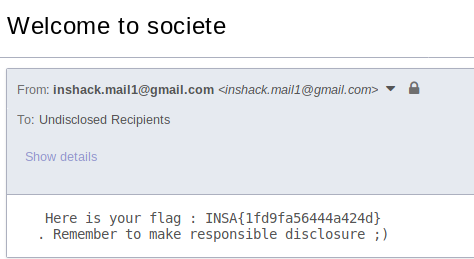 Welcome to societe
From: inshack.mail1@gmail.com <inshack.mail1@gmail.com>
To: Undisclosed Recipients
Show details
Here is your flag : INSA{1fd9fa56444a424d}
. Remember to make responsible disclosure ;)